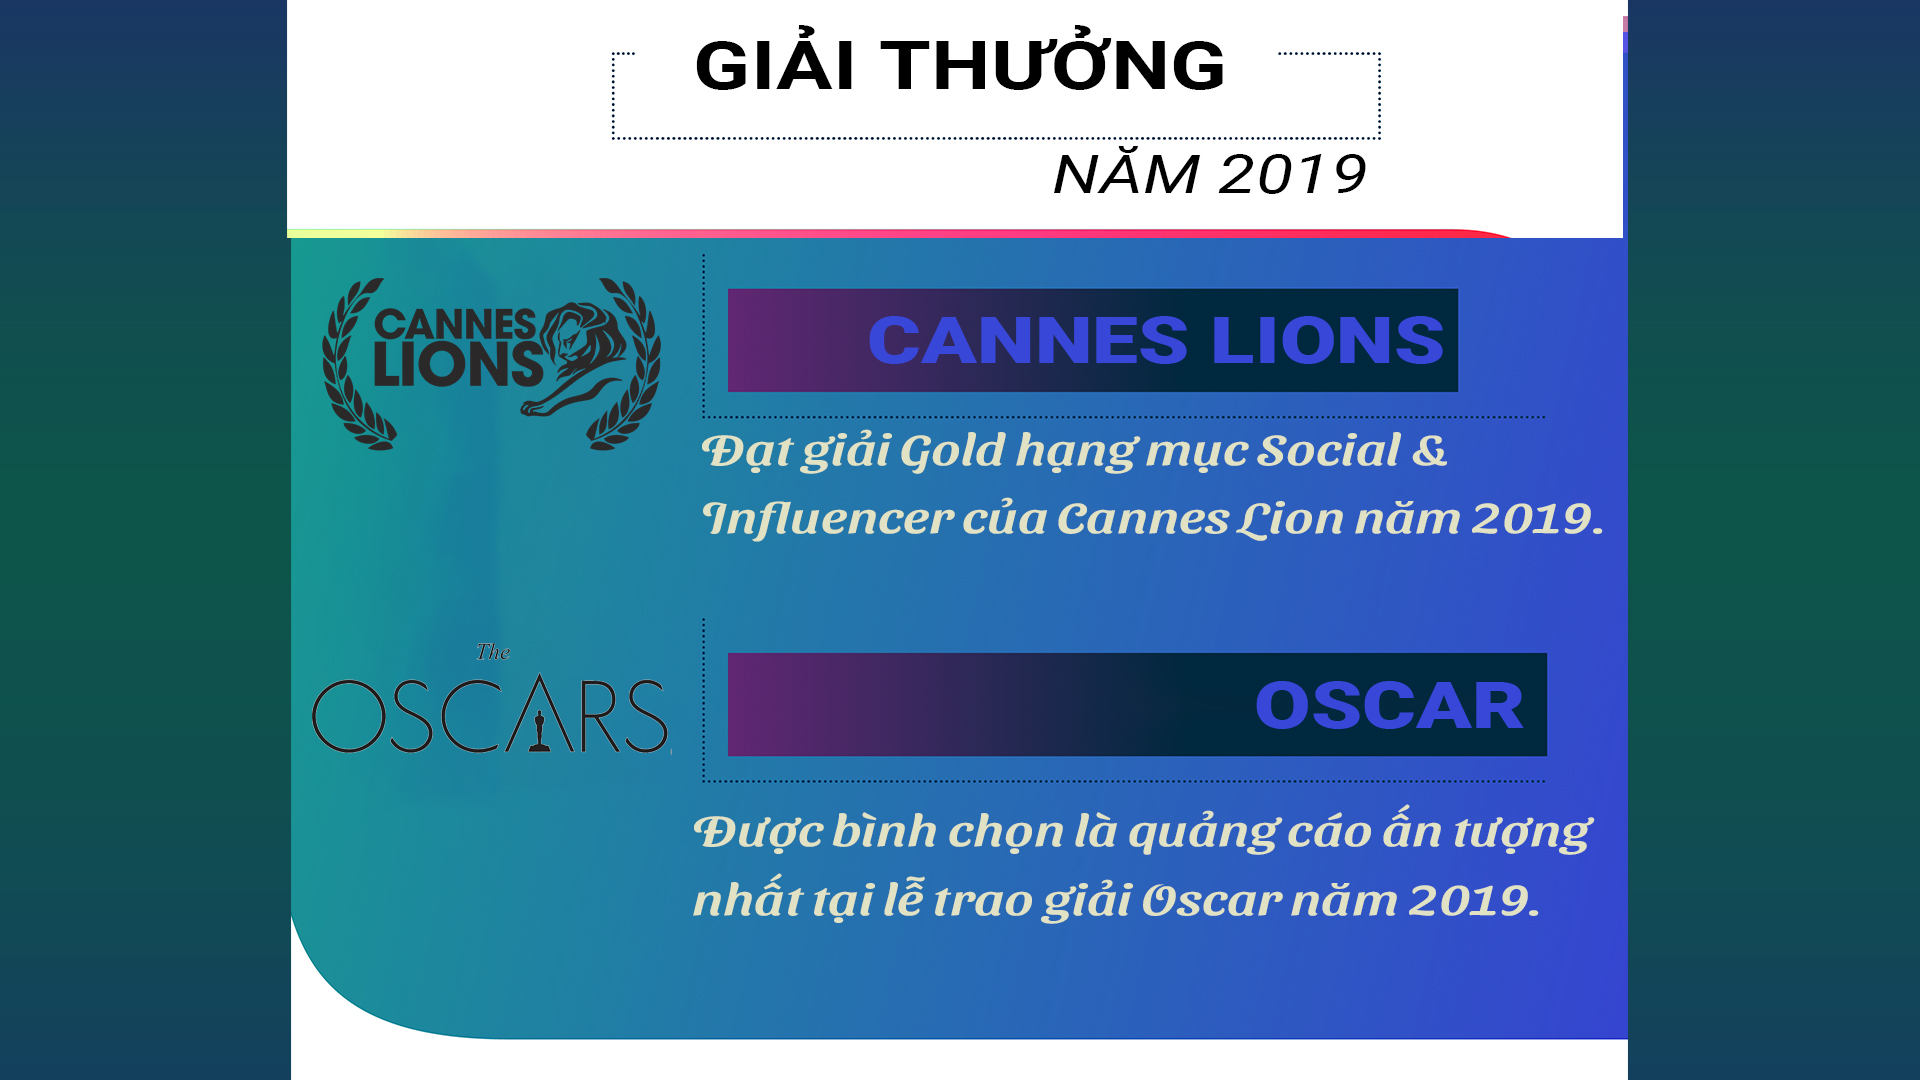 GIẢI THƯỞNG
NĂM 2019
CANNES
LIONS
CANNES LIONS
Đạt giải Gold hạng mục Social &
Influencer của Cannes Lion năm 2019.
The
OSCARS
OSCAR
Được bình chọn là quảng cáo ấn tượng
nhất tại lễ trao giải Oscar năm 2019.